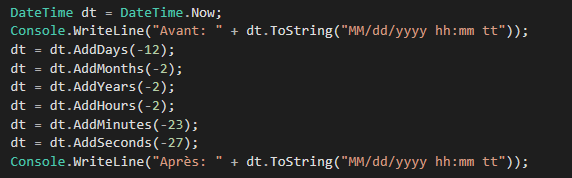 DateTime dt = DateTime.Now;
Console.WriteLine("Avant: " + dt.ToString("MM/dd/yyyy hh:mm tt"));
dt = dt.AddDays(-12);
dt = dt.AddMonths(-2);
dt = dt.AddYears(-2);
dt = dt.AddHours(-2);
dt = dt.AddMinutes(-23);
dt = dt.AddSeconds(-27);
Console.WriteLine("Après: " + dt.ToString("MM/dd/yyyy hh:mm tt"));